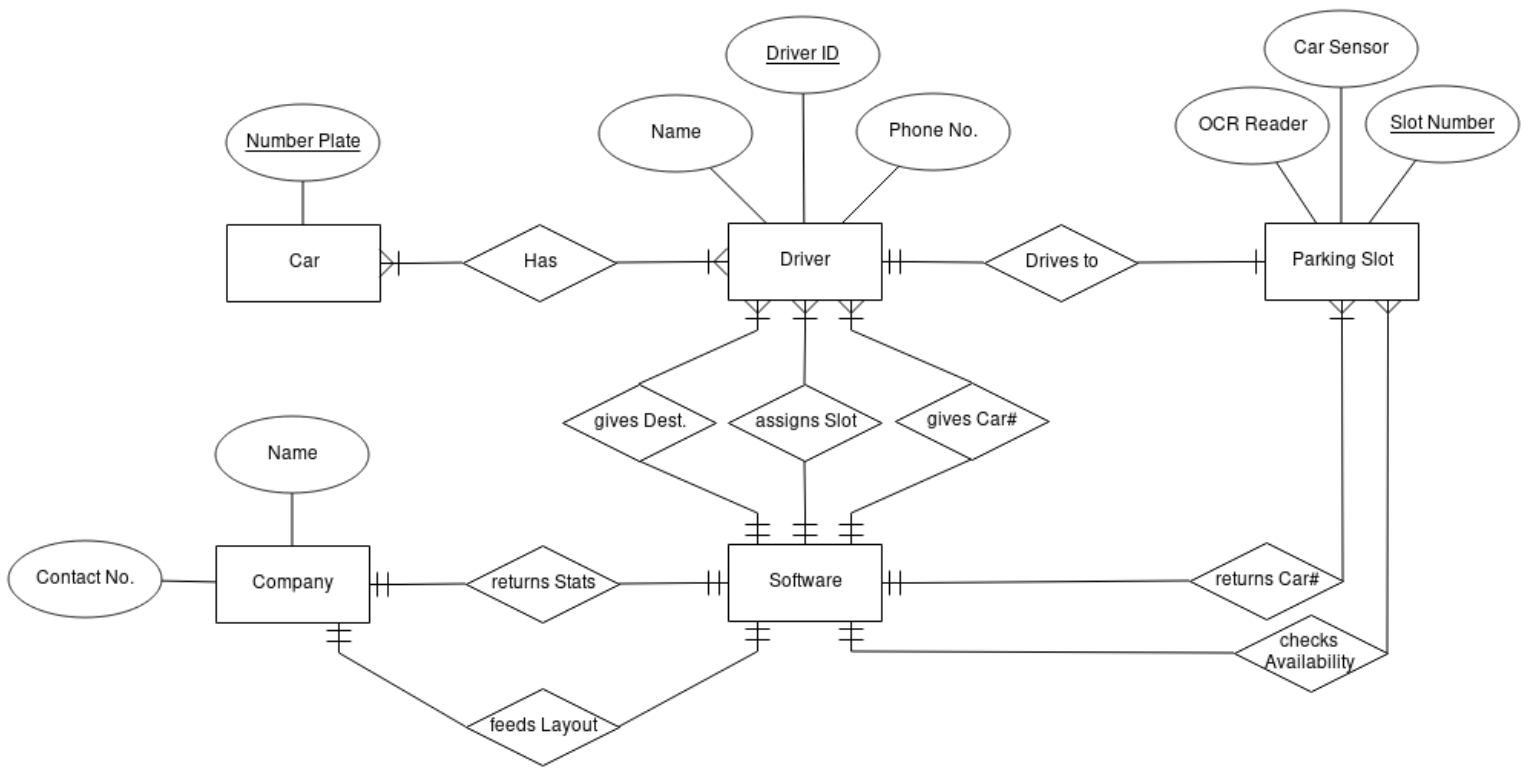 Car Sensor
Driver ID
OCR Reader
Slot Number
Name
Phone No.
Number Plate
Car
Has
Driver
Drives to
Parking Slot
gives Dest.
assigns Slot
gives Car#
Name
Contact No.
Company
returns Stats
Software
returns Car#
checks
Availability
feeds Layout